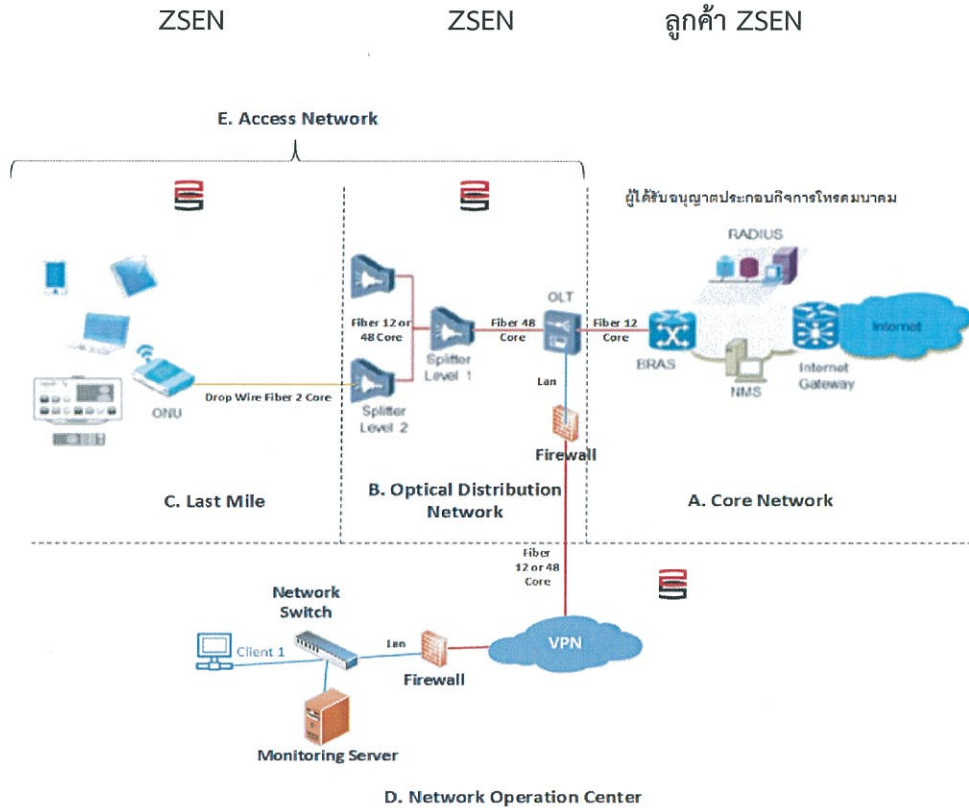 ZSEN
ZSEN
ลูกค้า ZSEN
E. Access Network
ผู้ได้รับอนุญาตประกอบกิจการโทรคมนาคม
RADIUS
OLT
Fiber 12 or
48 Core
Fiber 48
Core
Fiber 12
Core
Internet
Splitter
Level 1
BRAS
Internet
Gateway
NMS
Lan
ONU
Drop Wire Fiber 2 Core
Splitter
Level 2
Firewall
C. Last Mile
B. Optical Distribution
Network
A. Core Network
Fiber
12 or 48
Core
Network
Switch
Client 1
Lan
VPN
Firewall
Monitoring Server
D. Network Operation Center